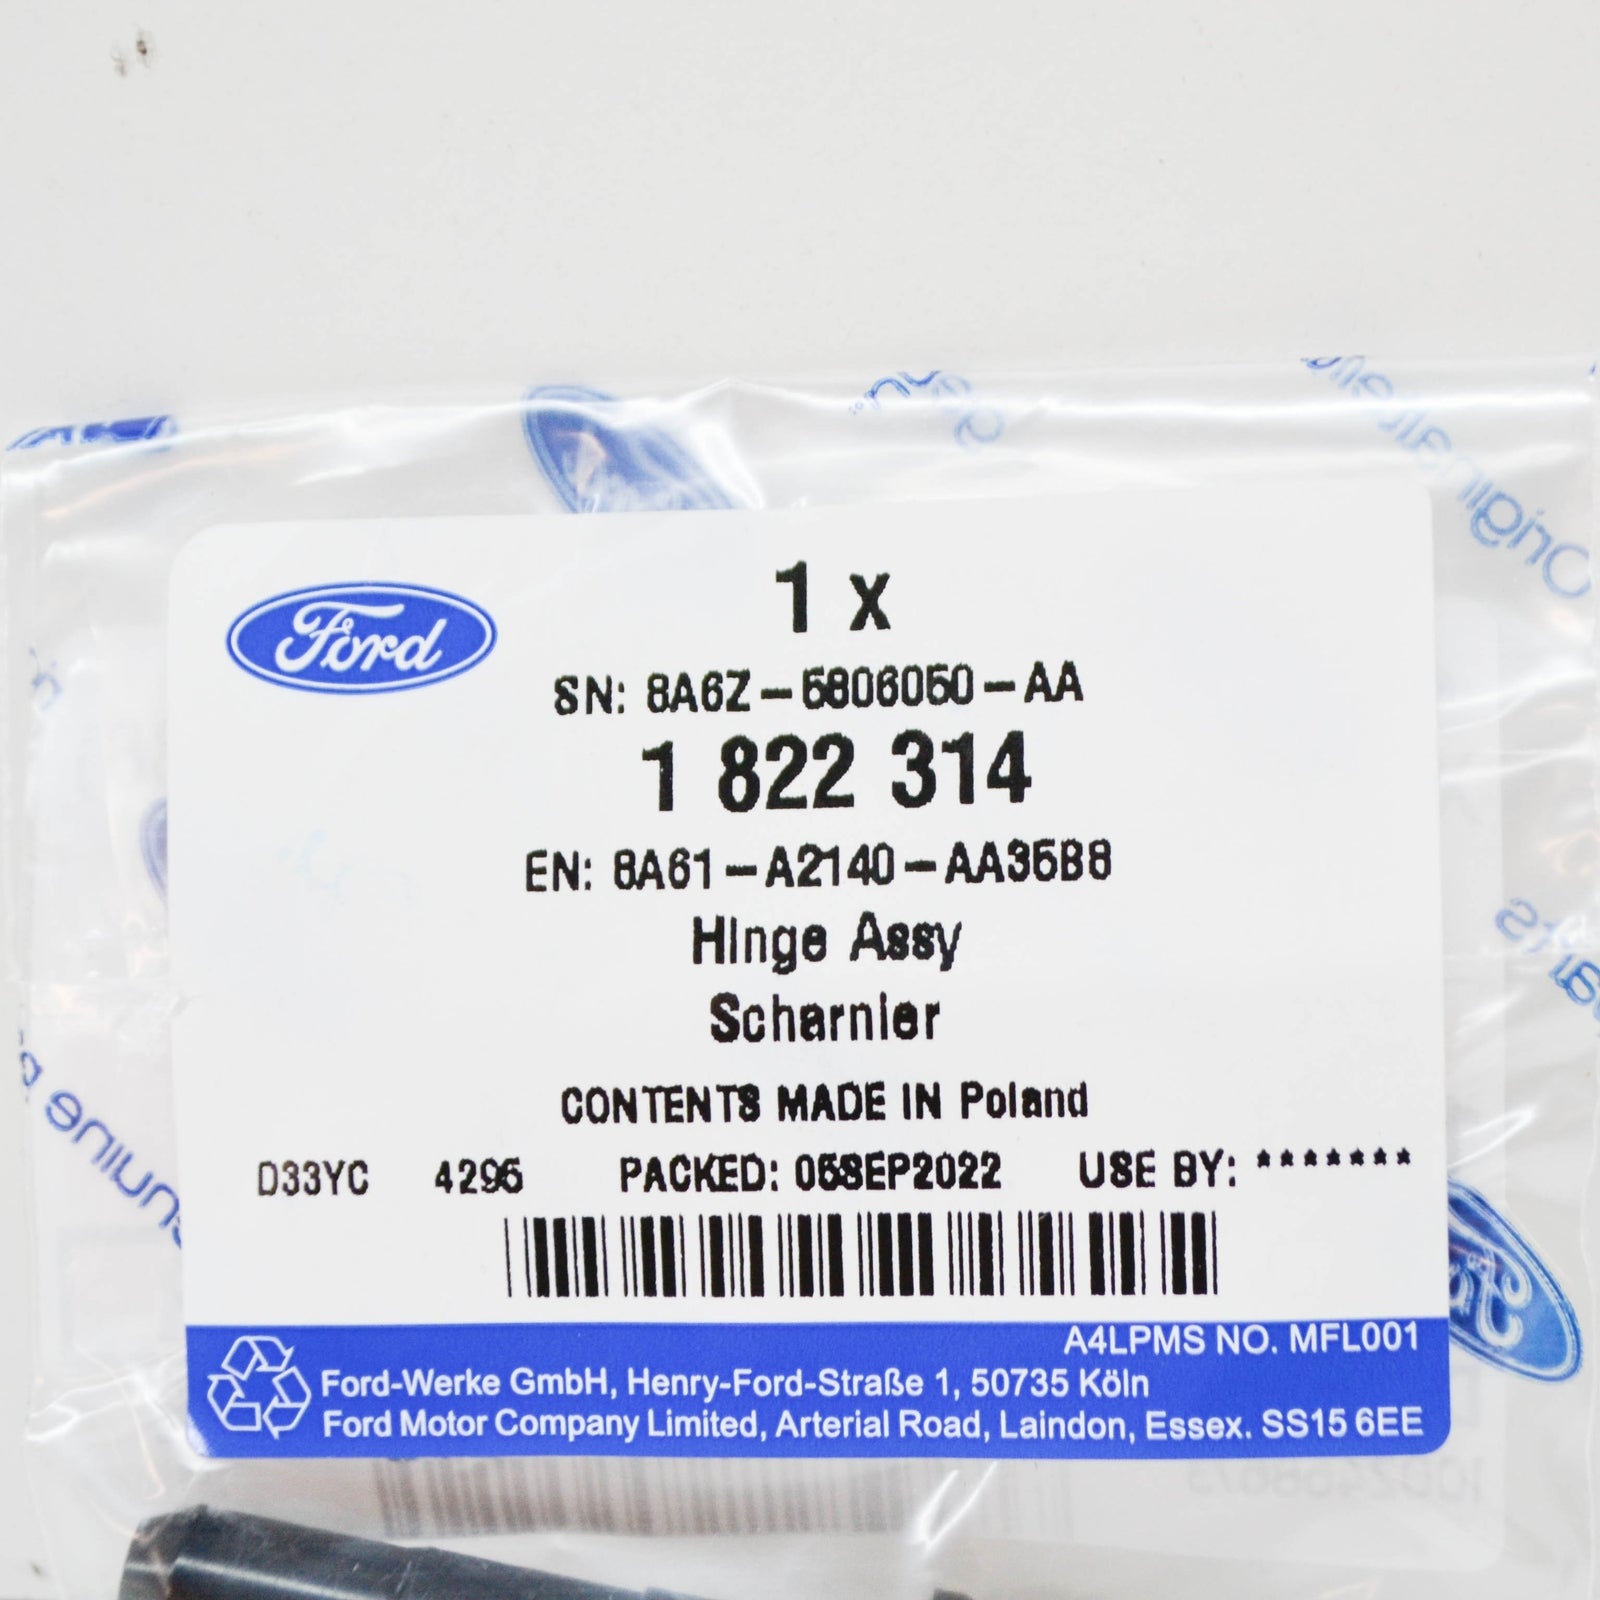 Ford
1 x
SN: 8A6Z-5806050-AA
1 822 314
EN: 8A61-A2140-AA35B8
Hinge Assy
Scharnier
CONTENTS MADE IN Poland
D33YC 4295 PACKED: 05SEP2022 USE BY: *******
A4LPMS NO. MFL001
Ford-Werke GmbH, Henry-Ford-Straße 1, 50735 Köln
Ford Motor Company Limited, Arterial Road, Laindon, Essex. SS15 6EE